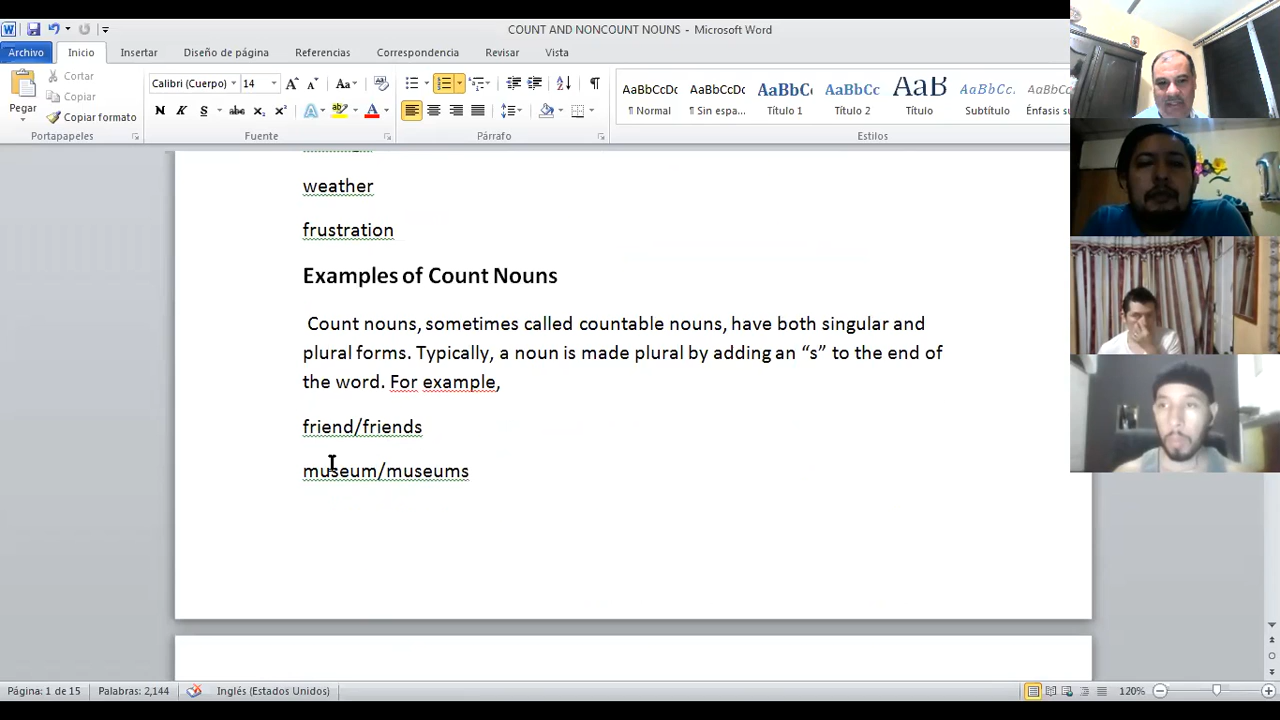 COUNT AND NONCOUNT NOUNS - Microsoft Word
Archivo Inicio Insertar Diseño de página Referencias Correspondencia Revisar Vista
Pegar Cortar Copiar Copiar formato
Portapapeles
Calibri (Cuerpo) 14
Fuente
Párrafo
AaBbCcDc ¶ Normal
AaBbCcDc ¶ Sin espa...
AaBbC Título 1
AaBbCc Título 2
AaB Título
AaBbCc. Subtítulo
AaBbCc Énfasis
Estilos
weather
frustration
Examples of Count Nouns
Count nouns, sometimes called countable nouns, have both singular and
plural forms. Typically, a noun is made plural by adding an “s” to the end of
the word. For example,
friend/friends
museum/museums
Página: 1 de 15 Palabras: 2,144 Inglés (Estados Unidos) 120%